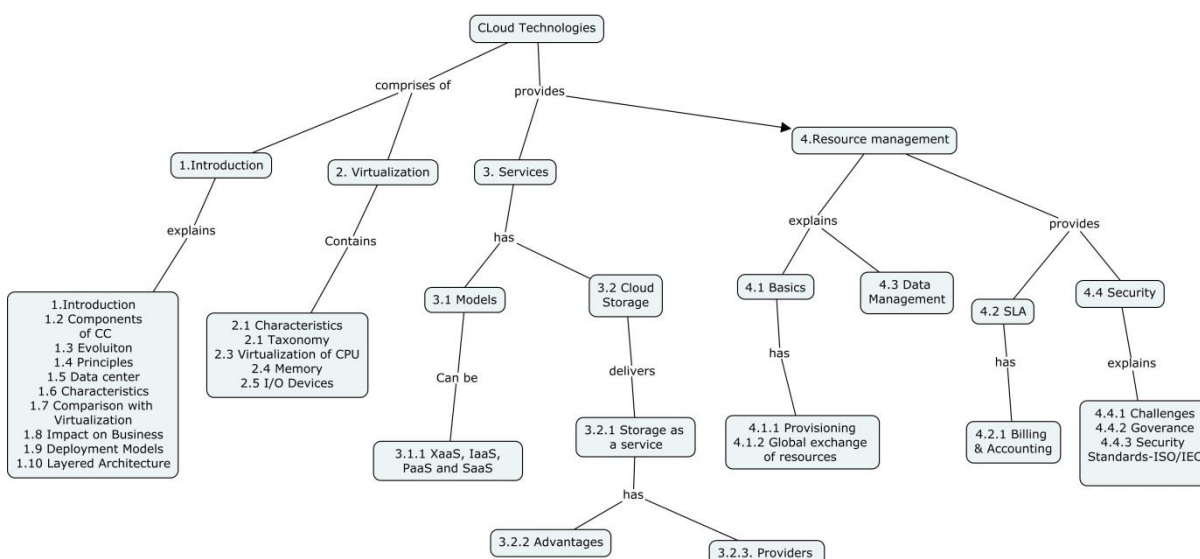 CLoud Technologies
comprises of
provides
1.Introduction
2. Virtualization
3. Services
4.Resource management
explains
Contains
has
explains
provides
1.Introduction
1.2 Components
of CC
1.3 Evoluiton
1.4 Principles
1.5 Data center
1.6 Characteristics
1.7 Comparison with
Virtualization
1.8 Impact on Business
1.9 Deployment Models
1.10 Layered Architecture
2.1 Characteristics
2.1 Taxonomy
2.3 Virtualization of CPU
2.4 Memory
2.5 I/O Devices
3.1 Models
3.2 Cloud
Storage
4.1 Basics
4.3 Data
Management
4.2 SLA
4.4 Security
Can be
delivers
has
has
explains
3.1.1 XaaS, IaaS,
PaaS and SaaS
3.2.1 Storage as
a service
4.1.1 Provisioning
4.1.2 Global exchange
of resources
4.2.1 Billing
& Accounting
4.4.1 Challenges
4.4.2 Goverance
4.4.3 Security
Standards-ISO/IEC
has
3.2.2 Advantages
3.2.3. Providers